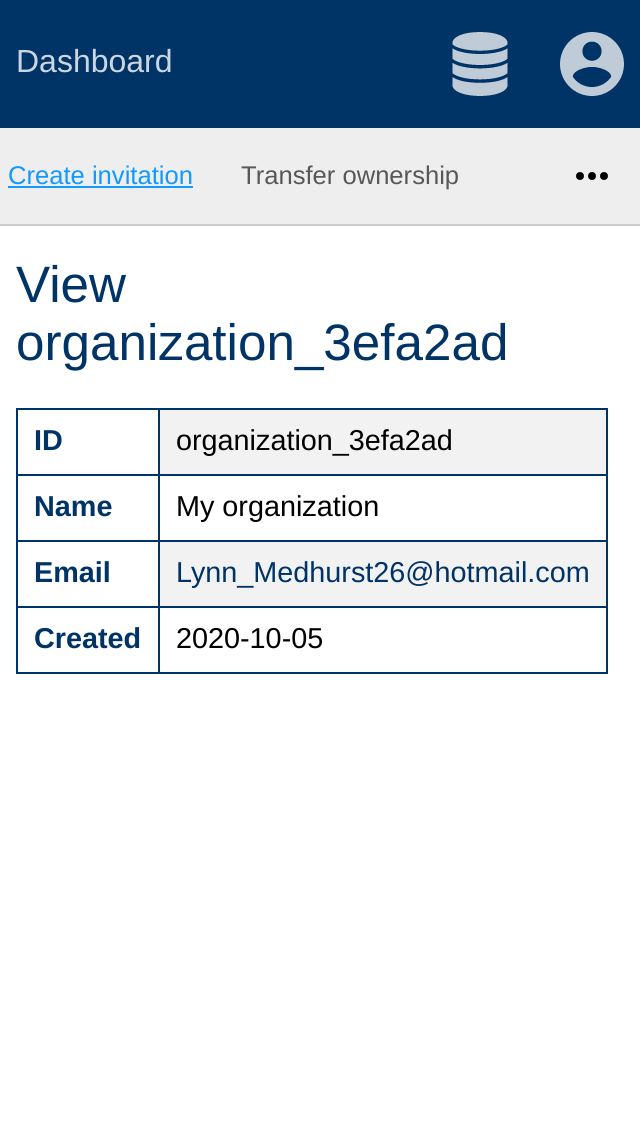 Dashboard
Create invitation Transfer ownership •••
View
organization_3efa2ad
ID organization_3efa2ad
Name My organization
Email Lynn_Medhurst26@hotmail.com
Created 2020-10-05